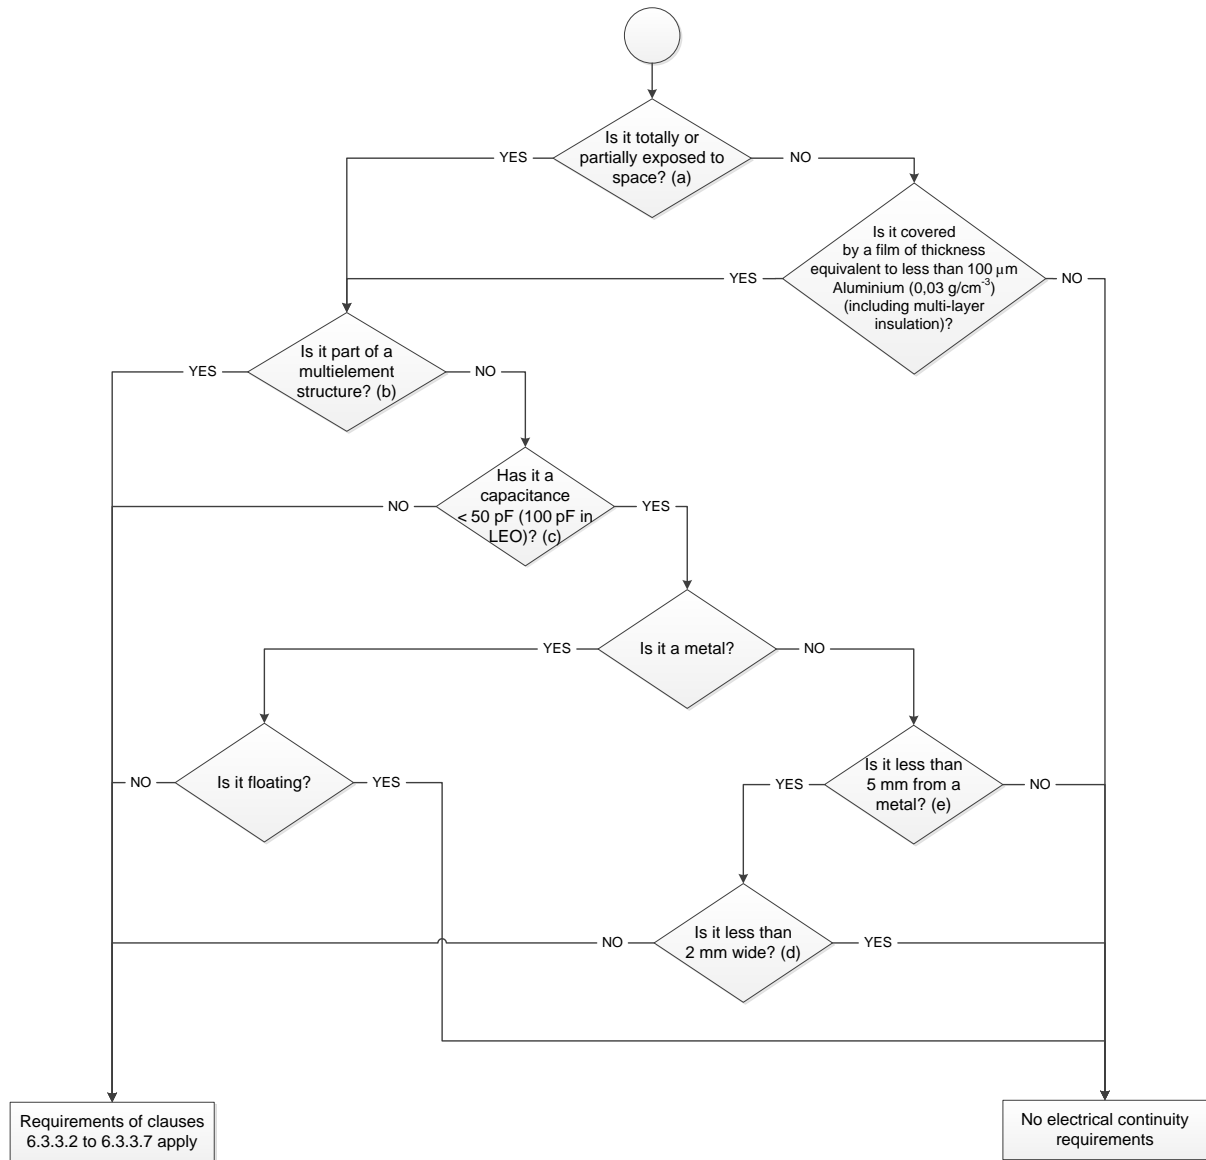 Is it totally or
partially exposed to
space? (a)
YES
NO
Is it covered
by a film of thickness
equivalent to less than 100 µm
Aluminium (0,03 g/cm-3)
(including multi-layer
insulation)?
YES
NO
Is it part of a
multielement
structure? (b)
YES
NO
Has it a
capacitance
< 50 pF (100 pF in
LEO)? (c)
NO
YES
Is it a metal?
YES
NO
Is it floating?
NO
YES
Is it less than
5 mm from a
metal? (e)
YES
NO
Is it less than
2 mm wide? (d)
NO
YES
Requirements of clauses
6.3.3.2 to 6.3.3.7 apply
No electrical continuity
requirements